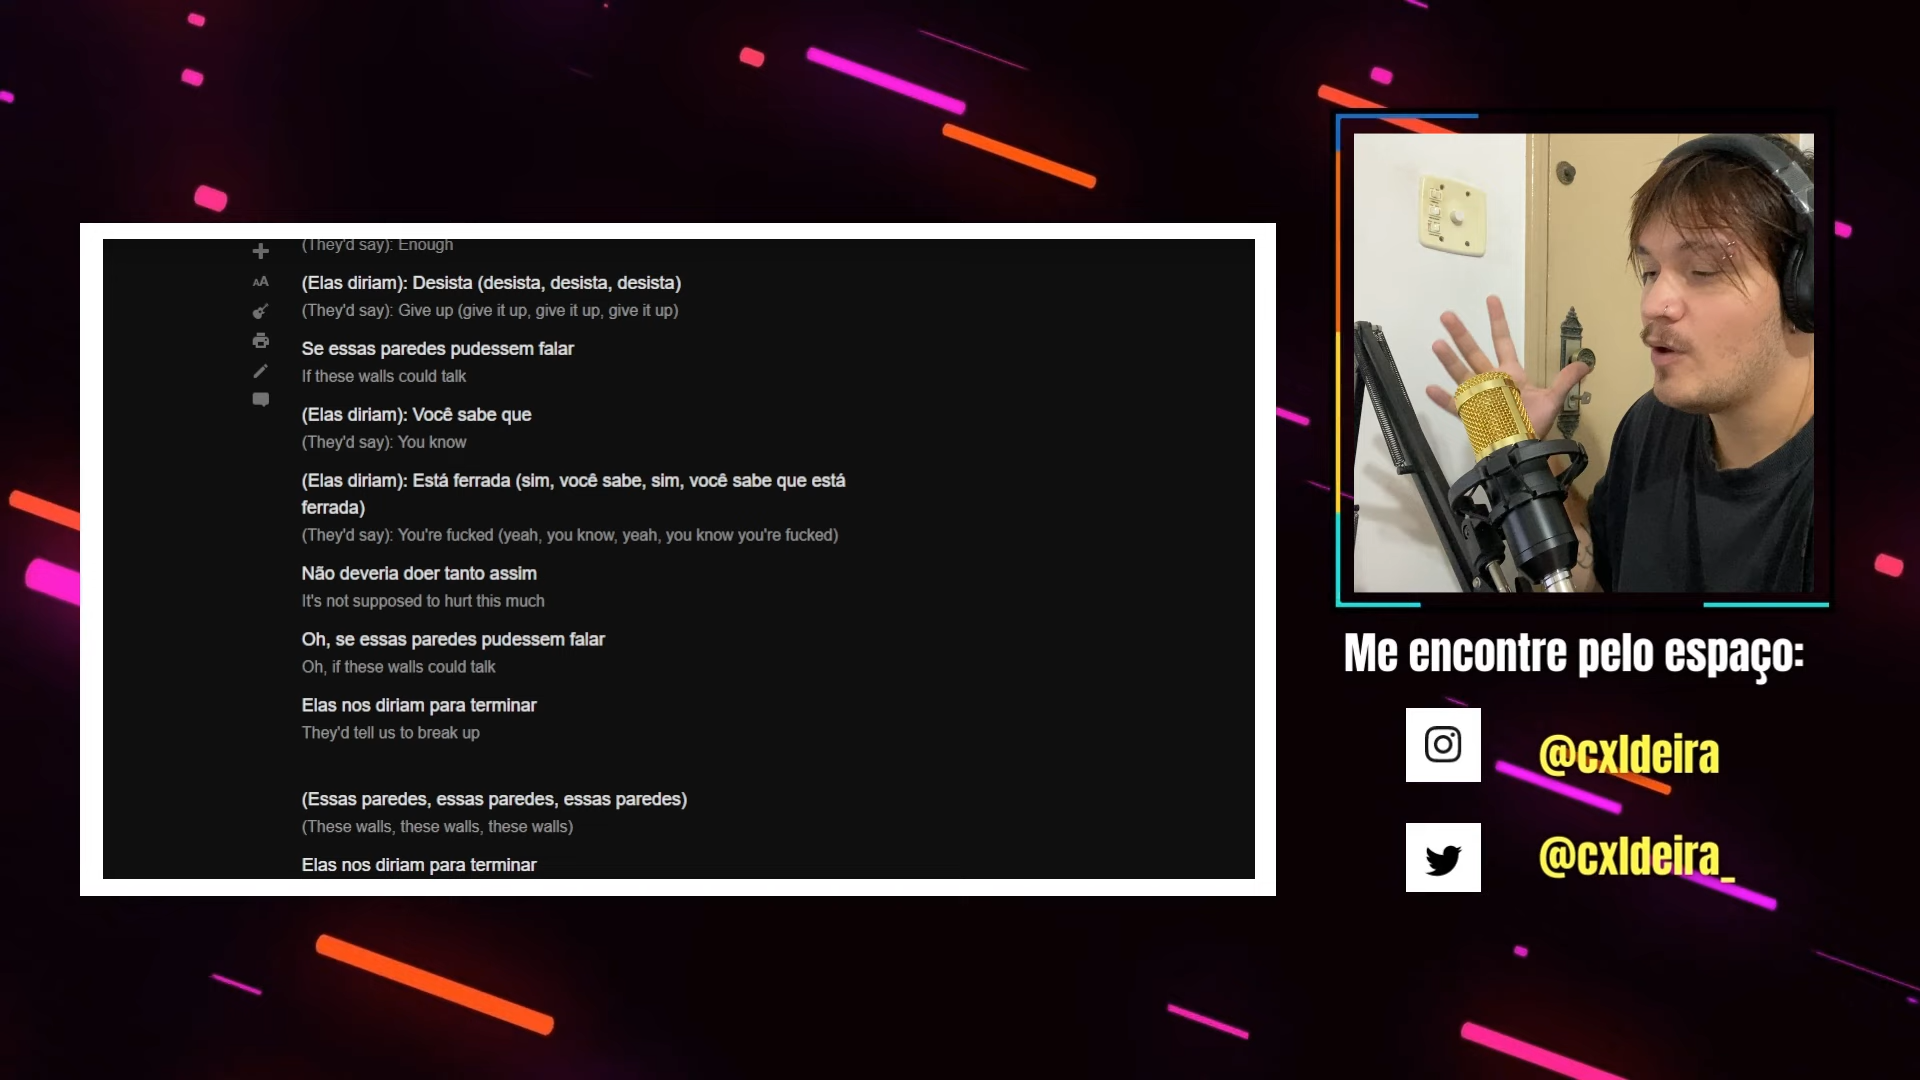 (They'd say): Enough
(Elas diriam): Desista (desista, desista, desista)
(They'd say): Give up (give it up, give it up, give it up)
Se essas paredes pudessem falar
If these walls could talk
(Elas diriam): Você sabe que
(They'd say): You know
(Elas diriam): Está ferrada (sim, você sabe, sim, você sabe que está
ferrada)
(They'd say): You're fucked (yeah, you know, yeah, you know you're fucked)
Não deveria doer tanto assim
It's not supposed to hurt this much
Oh, se essas paredes pudessem falar
Oh, if these walls could talk
Elas nos diriam para terminar
They'd tell us to break up
(Essas paredes, essas paredes, essas paredes)
(These walls, these walls, these walls)
Elas nos diriam para terminar
AA
Me encontre pelo espaço:
@cxldeira
@cxldeira_